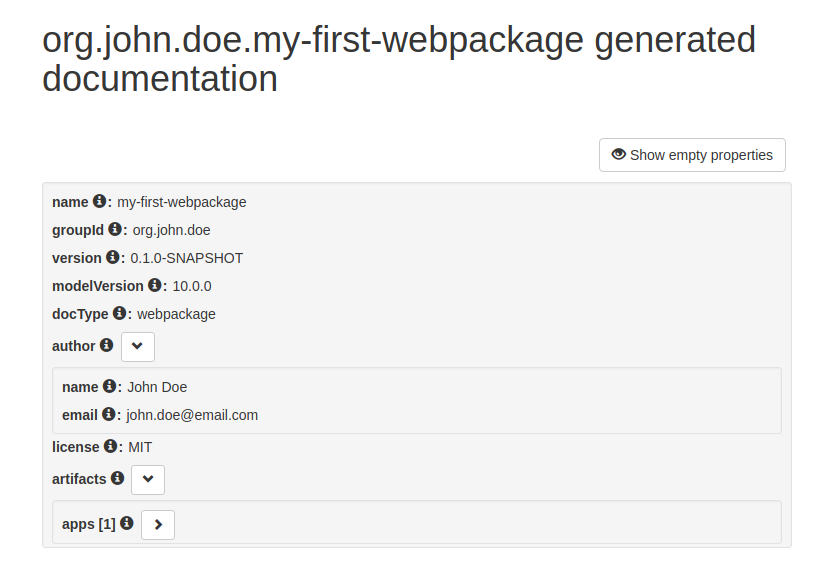 org.john.doe.my-first-webpackage generated
documentation
Show empty properties
name : my-first-webpackage
groupId : org.john.doe
version : 0.1.0-SNAPSHOT
modelVersion : 10.0.0
docType : webpackage
author
name : John Doe
email : john.doe@email.com
license : MIT
artifacts
apps [1]